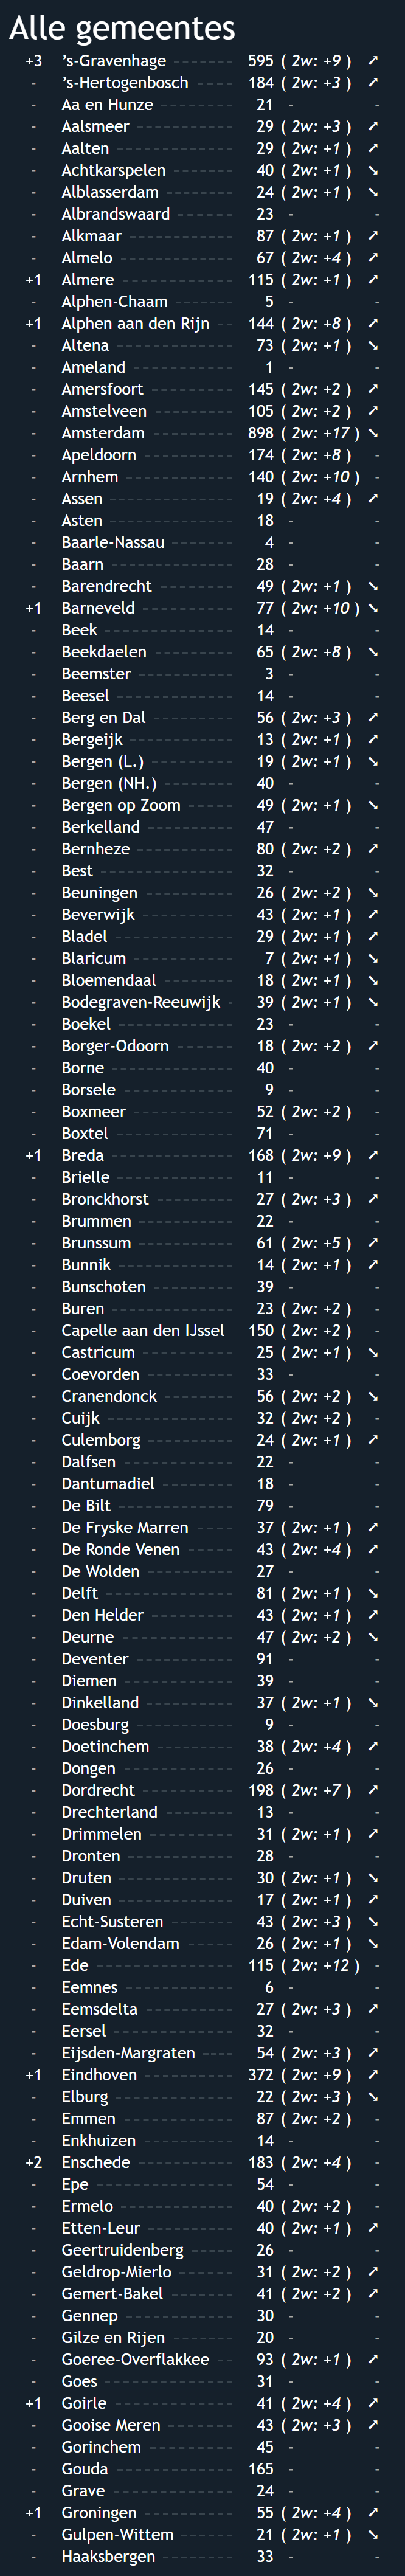 Alle gemeentes
+3 ’s-Gravenhage ------- 595 ( 2w: +9 ) ➚
- ’s-Hertogenbosch ----- 184 ( 2w: +3 ) ➚
- Aa en Hunze -------- 21 - -
- Aalsmeer ---------- 29 ( 2w: +3 ) ➚
- Aalten ------------ 29 ( 2w: +1 ) ➚
- Achtkarspelen ------- 40 ( 2w: +1 ) ➘
- Alblasserdam ------- 24 ( 2w: +1 ) ➘
- Albrandswaard ------ 23 - -
- Alkmaar ----------- 87 ( 2w: +1 ) ➚
- Almelo ------------ 67 ( 2w: +4 ) ➚
+1 Almere ----------- 115 ( 2w: +1 ) ➚
- Alphen-Chaam ------- 5 - -
+1 Alphen aan den Rijn -- 144 ( 2w: +8 ) ➚
- Altena ------------ 73 ( 2w: +1 ) ➘
- Ameland ---------- 1 - -
- Amersfoort --------- 145 ( 2w: +2 ) ➚
- Amstelveen --------- 105 ( 2w: +2 ) ➚
- Amsterdam --------- 898 ( 2w: +17 ) ➘
- Apeldoorn ---------- 174 ( 2w: +8 ) -
- Arnhem ----------- 140 ( 2w: +10 ) -
- Assen ------------ 19 ( 2w: +4 ) ➚
- Asten ------------ 18 - -
- Baarle-Nassau ------- 4 - -
- Baarn ------------ 28 - -
- Barendrecht -------- 49 ( 2w: +1 ) ➘
+1 Barneveld ---------- 77 ( 2w: +10 ) ➘
- Beek ------------- 14 - -
- Beekdaelen --------- 65 ( 2w: +8 ) ➘
- Beemster ---------- 3 - -
- Beesel ------------ 14 - -
- Berg en Dal --------- 56 ( 2w: +3 ) ➚
- Bergeijk ----------- 13 ( 2w: +1 ) ➚
- Bergen (L.) --------- 19 ( 2w: +1 ) ➘
- Bergen (NH.) -------- 40 - -
- Bergen op Zoom ----- 49 ( 2w: +1 ) ➘
- Berkelland --------- 47 - -
- Bernheze ---------- 80 ( 2w: +2 ) ➚
- Best ------------- 32 - -
- Beuningen --------- 26 ( 2w: +2 ) ➘
- Beverwijk ---------- 43 ( 2w: +1 ) ➚
- Bladel ------------ 29 ( 2w: +1 ) ➚
- Blaricum ---------- 7 ( 2w: +1 ) ➘
- Bloemendaal -------- 18 ( 2w: +1 ) ➘
- Bodegraven-Reeuwijk - 39 ( 2w: +1 ) ➘
- Boekel ------------ 23 - -
- Borger-Odoorn ------ 18 ( 2w: +2 ) ➚
- Borne ------------ 40 - -
- Borsele ----------- 9 - -
- Boxmeer ---------- 52 ( 2w: +2 ) -
- Boxtel ------------ 71 - -
+1 Breda ------------ 168 ( 2w: +9 ) ➚
- Brielle ------------ 11 - -
- Bronckhorst -------- 27 ( 2w: +3 ) ➚
- Brummen ---------- 22 - -
- Brunssum ---------- 61 ( 2w: +5 ) ➚
- Bunnik ------------ 14 ( 2w: +1 ) ➚
- Bunschoten -------- 39 - -
- Buren ------------ 23 ( 2w: +2 ) -
- Capelle aan den IJssel 150 ( 2w: +2 ) -
- Castricum ---------- 25 ( 2w: +1 ) ➘
- Coevorden --------- 33 - -
- Cranendonck ------- 56 ( 2w: +2 ) ➘
- Cuijk ------------- 32 ( 2w: +2 ) -
- Culemborg --------- 24 ( 2w: +1 ) ➚
- Dalfsen ----------- 22 - -
- Dantumadiel -------- 18 - -
- De Bilt ------------ 79 - -
- De Fryske Marren ---- 37 ( 2w: +1 ) ➚
- De Ronde Venen ----- 43 ( 2w: +4 ) ➚
- De Wolden --------- 27 - -
- Delft ------------- 81 ( 2w: +1 ) ➘
- Den Helder --------- 43 ( 2w: +1 ) ➚
- Deurne ----------- 47 ( 2w: +2 ) ➘
- Deventer ---------- 91 - -
- Diemen ----------- 39 - -
- Dinkelland --------- 37 ( 2w: +1 ) ➘
- Doesburg ---------- 9 - -
- Doetinchem -------- 38 ( 2w: +4 ) ➚
- Dongen ----------- 26 - -
- Dordrecht ---------- 198 ( 2w: +7 ) ➚
- Drechterland ------- 13 - -
- Drimmelen --------- 31 ( 2w: +1 ) ➚
- Dronten ----------- 28 - -
- Druten ------------ 30 ( 2w: +1 ) ➘
- Duiven ------------ 17 ( 2w: +1 ) ➚
- Echt-Susteren ------- 43 ( 2w: +3 ) ➘
- Edam-Volendam ----- 26 ( 2w: +1 ) ➘
- Ede -------------- 115 ( 2w: +12 ) -
- Eemnes ----------- 6 - -
- Eemsdelta ---------- 27 ( 2w: +3 ) ➚
- Eersel ------------ 32 - -
- Eijsden-Margraten ---- 54 ( 2w: +3 ) ➚
+1 Eindhoven ---------- 372 ( 2w: +9 ) ➚
- Elburg ------------ 22 ( 2w: +3 ) ➘
- Emmen ----------- 87 ( 2w: +2 ) -
- Enkhuizen ---------- 14 - -
+2 Enschede ---------- 183 ( 2w: +4 ) -
- Epe -------------- 54 - -
- Ermelo ------------ 40 ( 2w: +2 ) -
- Etten-Leur --------- 40 ( 2w: +1 ) ➚
- Geertruidenberg ----- 26 - -
- Geldrop-Mierlo ------ 31 ( 2w: +2 ) ➚
- Gemert-Bakel ------- 41 ( 2w: +2 ) ➚
- Gennep ----------- 30 - -
- Gilze en Rijen ------- 20 - -
- Goeree-Overflakkee -- 93 ( 2w: +1 ) ➚
- Goes ------------- 31 - -
+1 Goirle ------------ 41 ( 2w: +4 ) ➚
- Gooise Meren ------- 43 ( 2w: +3 ) ➚
- Gorinchem --------- 45 - -
- Gouda ------------ 165 - -
- Grave ------------ 24 - -
+1 Groningen ---------- 55 ( 2w: +4 ) ➚
- Gulpen-Wittem ------ 21 ( 2w: +1 ) ➘
- Haaksbergen -------- 33 - -